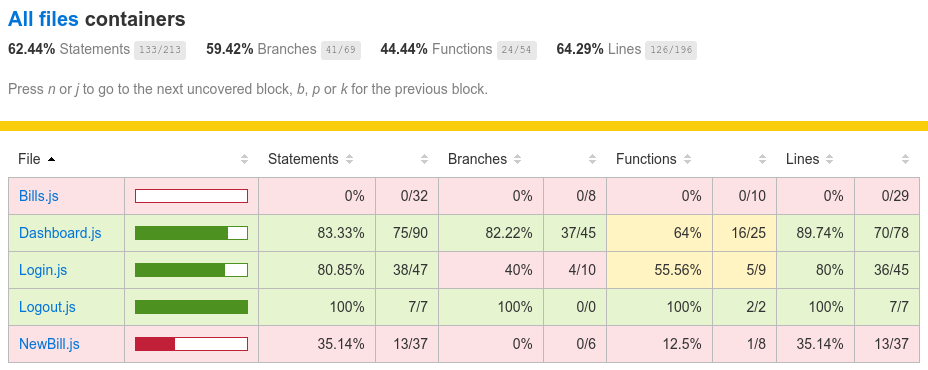 All files containers
62.44% Statements 133/213 59.42% Branches 41/69 44.44% Functions 24/54 64.29% Lines 126/196
Press n or j to go to the next uncovered block, b, p or k for the previous block.
File Statements Branches Functions Lines
Bills.js 0% 0/32 0% 0/8 0% 0/10 0% 0/29
Dashboard.js 83.33% 75/90 82.22% 37/45 64% 16/25 89.74% 70/78
Login.js 80.85% 38/47 40% 4/10 55.56% 5/9 80% 36/45
Logout.js 100% 7/7 100% 0/0 100% 2/2 100% 7/7
NewBill.js 35.14% 13/37 0% 0/6 12.5% 1/8 35.14% 13/37